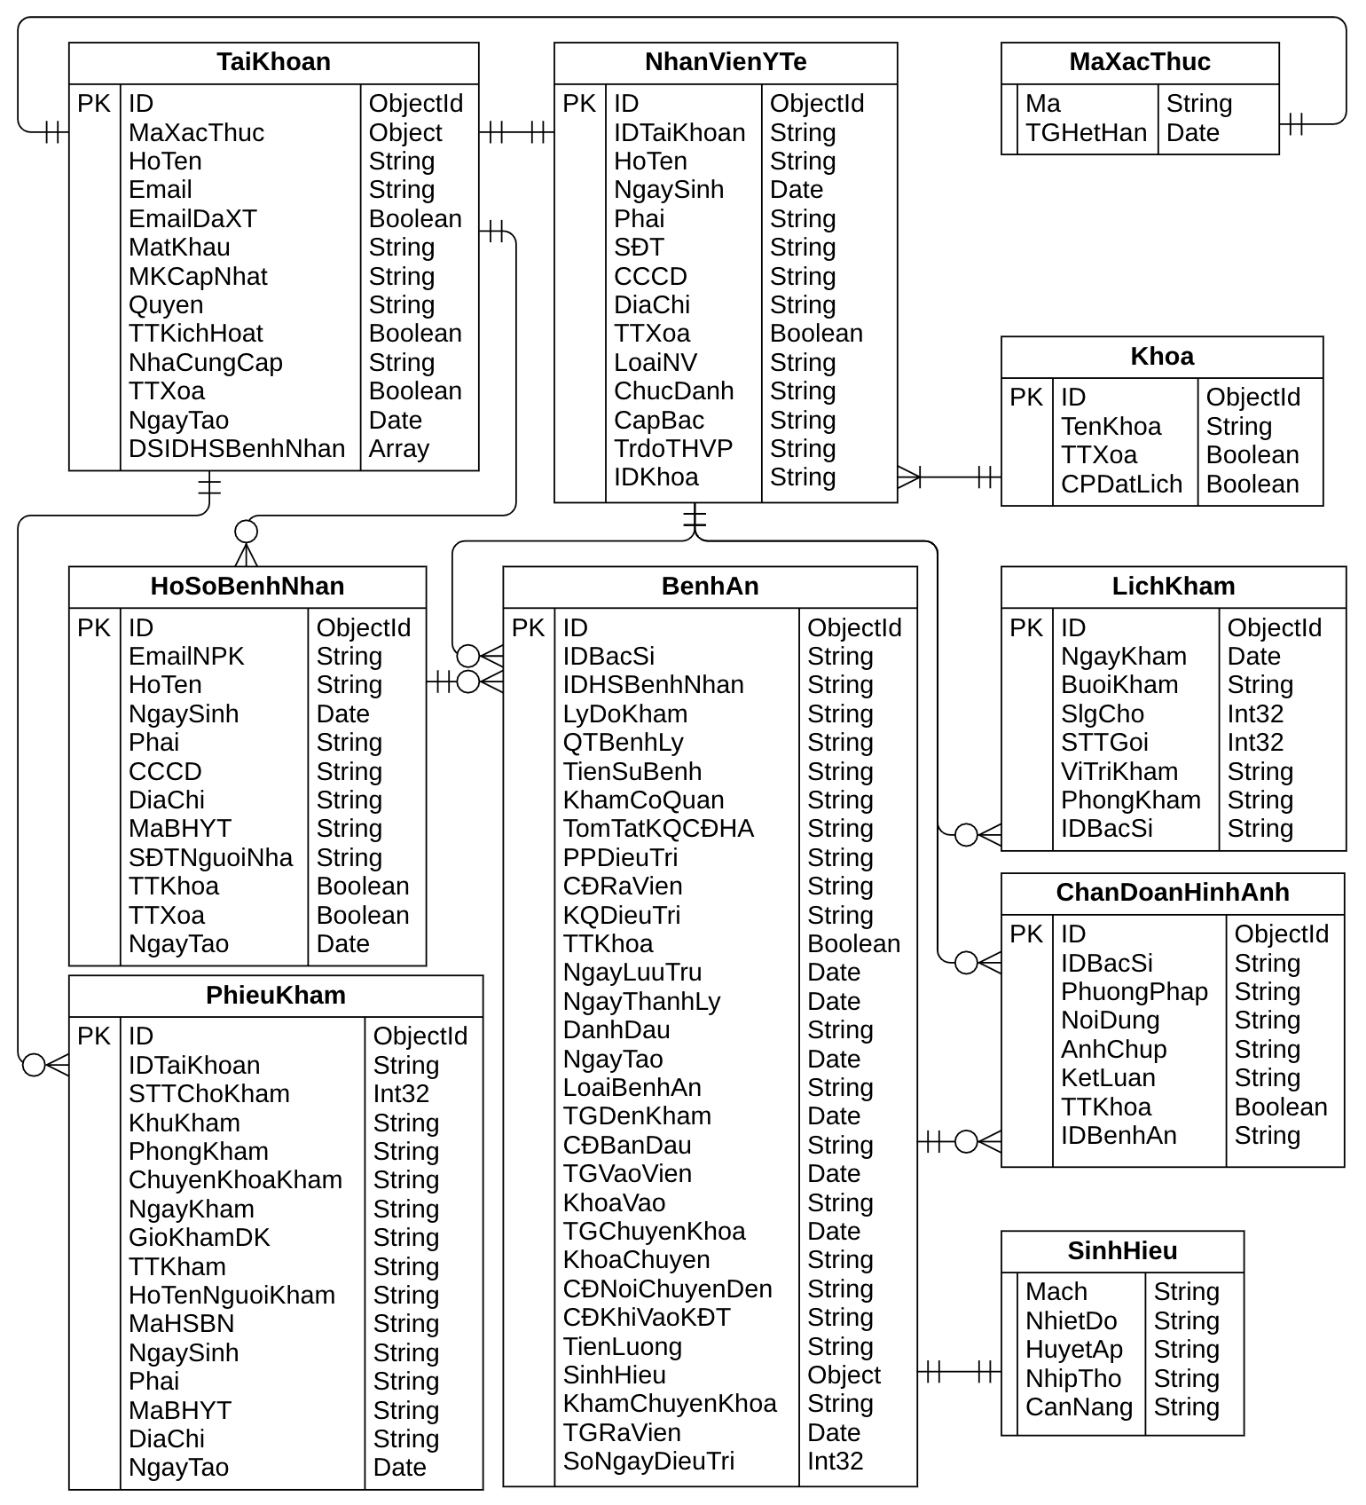 TaiKhoan
PK ID ObjectId
MaXacThuc Object
HoTen String
Email String
EmailDaXT Boolean
MatKhau String
MKCapNhat String
Quyen String
TTKichHoat Boolean
NhaCungCap String
TTXoa Boolean
NgayTao Date
DSIDHSBenhNhan Array
NhanVienYTe
PK ID ObjectId
IDTaiKhoan String
HoTen String
NgaySinh Date
Phai String
SĐT String
CCCD String
DiaChi String
TTXoa Boolean
LoaiNV String
ChucDanh String
CapBac String
TrdoTHVP String
IDKhoa String
MaXacThuc
Ma String
TGHetHan Date
Khoa
PK ID ObjectId
TenKhoa String
TTXoa Boolean
CPDatLich Boolean
HoSoBenhNhan
PK ID ObjectId
EmailNPK String
HoTen String
NgaySinh Date
Phai String
CCCD String
DiaChi String
MaBHYT String
SĐTNguoiNha String
TTKhoa Boolean
TTXoa Boolean
NgayTao Date
BenhAn
PK ID ObjectId
IDBacSi String
IDHSBenhNhan String
LyDoKham String
QTBenhLy String
TienSuBenh String
KhamCoQuan String
TomTatKQCĐHA String
PPDieuTri String
CĐRaVien String
KQDieuTri String
TTKhoa Boolean
NgayLuuTru Date
NgayThanhLy Date
DanhDau String
NgayTao Date
LoaiBenhAn String
TGDenKham Date
CĐBanDau String
TGVaoVien Date
KhoaVao String
TGChuyenKhoa Date
KhoaChuyen String
CĐNoiChuyenDen String
CĐKhiVaoKĐT String
TienLuong String
SinhHieu Object
KhamChuyenKhoa String
TGRaVien Date
SoNgayDieuTri Int32
LichKham
PK ID ObjectId
NgayKham Date
BuoiKham String
SlgCho Int32
STTGoi Int32
ViTriKham String
PhongKham String
IDBacSi String
ChanDoanHinhAnh
PK ID ObjectId
IDBacSi String
PhuongPhap String
NoiDung String
AnhChup String
KetLuan String
TTKhoa Boolean
IDBenhAn String
PhieuKham
PK ID ObjectId
IDTaiKhoan String
STTChoKham Int32
KhuKham String
PhongKham String
ChuyenKhoaKham String
NgayKham String
GioKhamDK String
TTKham String
HoTenNguoiKham String
MaHSBN String
NgaySinh String
Phai String
MaBHYT String
DiaChi String
NgayTao Date
SinhHieu
Mach String
NhietDo String
HuyetAp String
NhipTho String
CanNang String